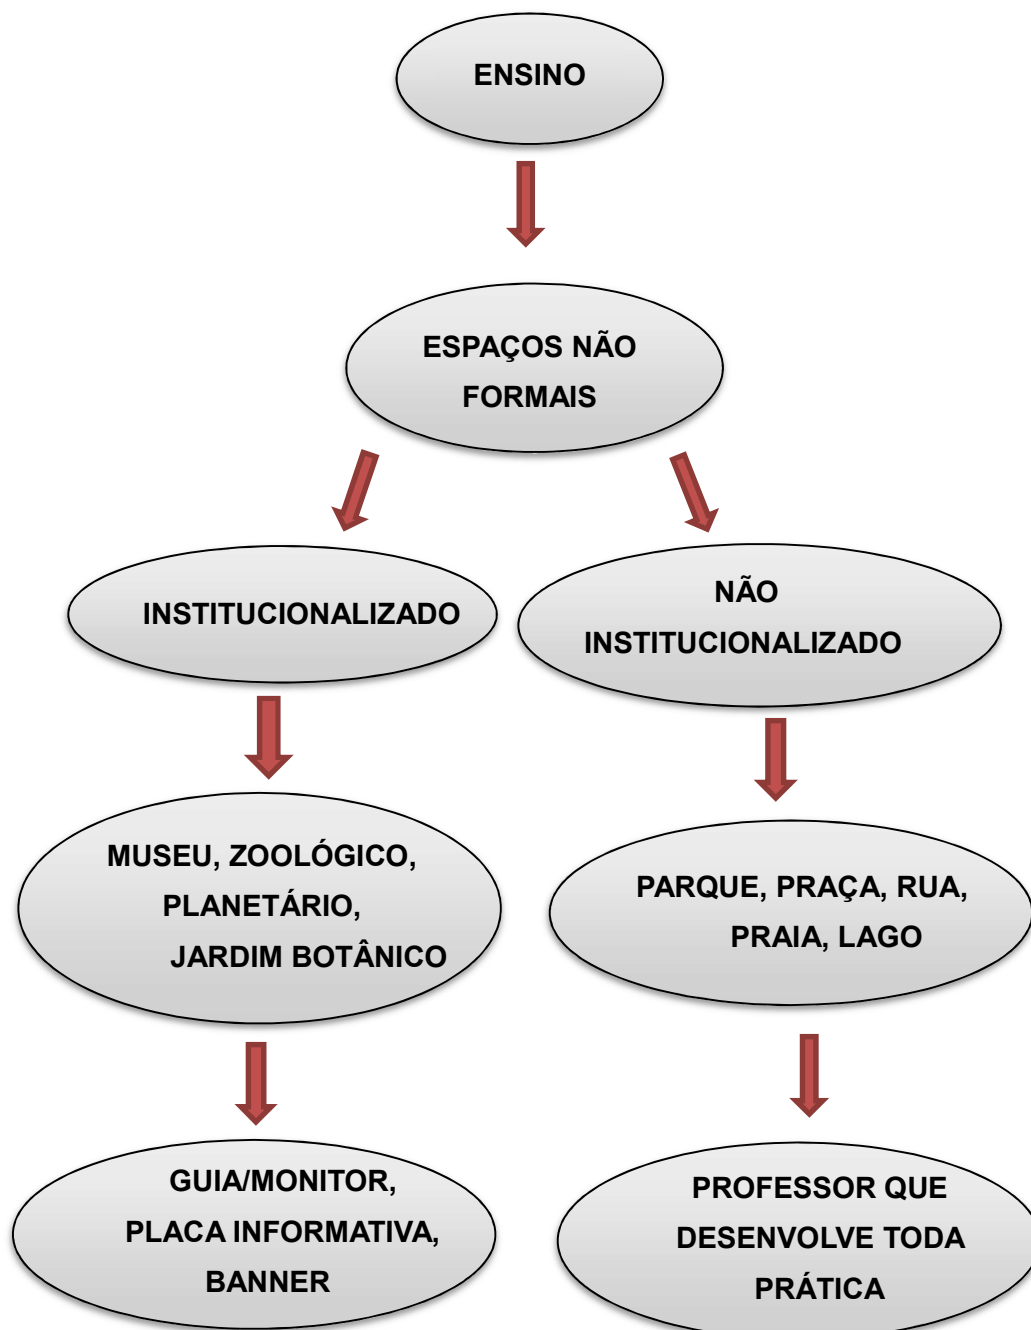 ENSINO
ESPAÇOS NÃO
FORMAIS
INSTITUCIONALIZADO
NÃO
INSTITUCIONALIZADO
MUSEU, ZOOLÓGICO,
PLANETÁRIO,
JARDIM BOTÂNICO
PARQUE, PRAÇA, RUA,
PRAIA, LAGO
GUIA/MONITOR,
PLACA INFORMATIVA,
BANNER
PROFESSOR QUE
DESENVOLVE TODA
PRÁTICA